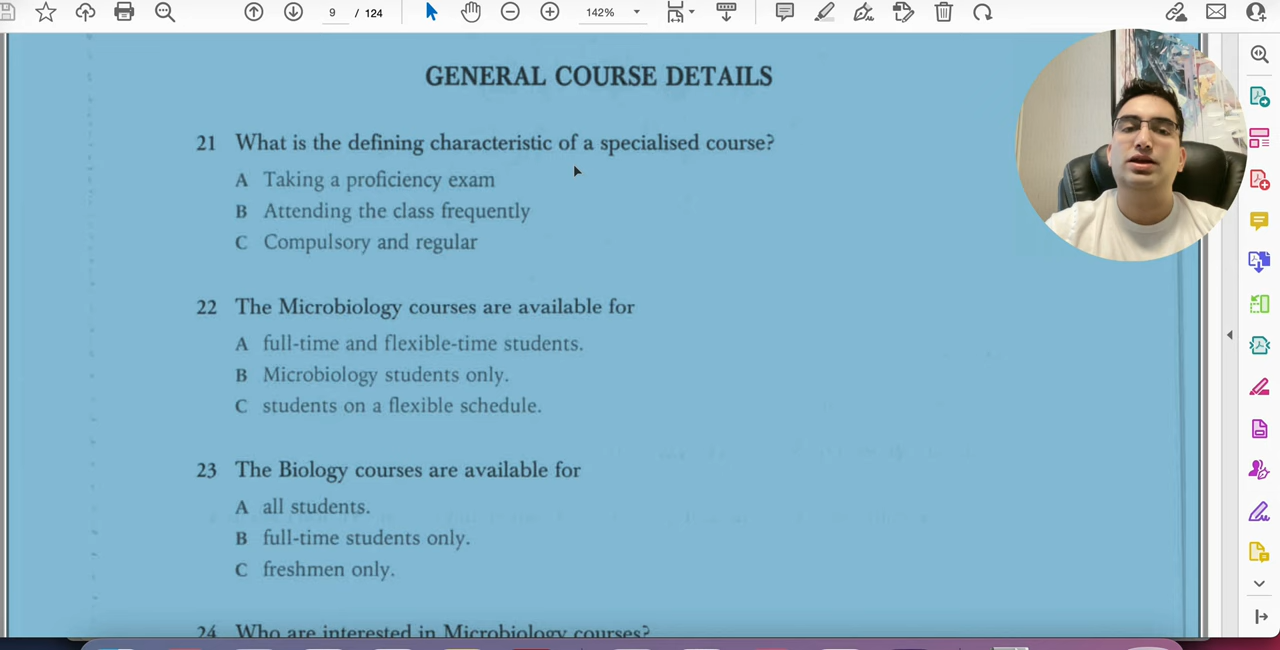 9 / 124
142%
GENERAL COURSE DETAILS
21 What is the defining characteristic of a specialised course?
A Taking a proficiency exam
B Attending the class frequently
C Compulsory and regular
22 The Microbiology courses are available for
A full-time and flexible-time students.
B Microbiology students only.
C students on a flexible schedule.
23 The Biology courses are available for
A all students.
B full-time students only.
C freshmen only.
24 Who are interested in Microbiology courses?